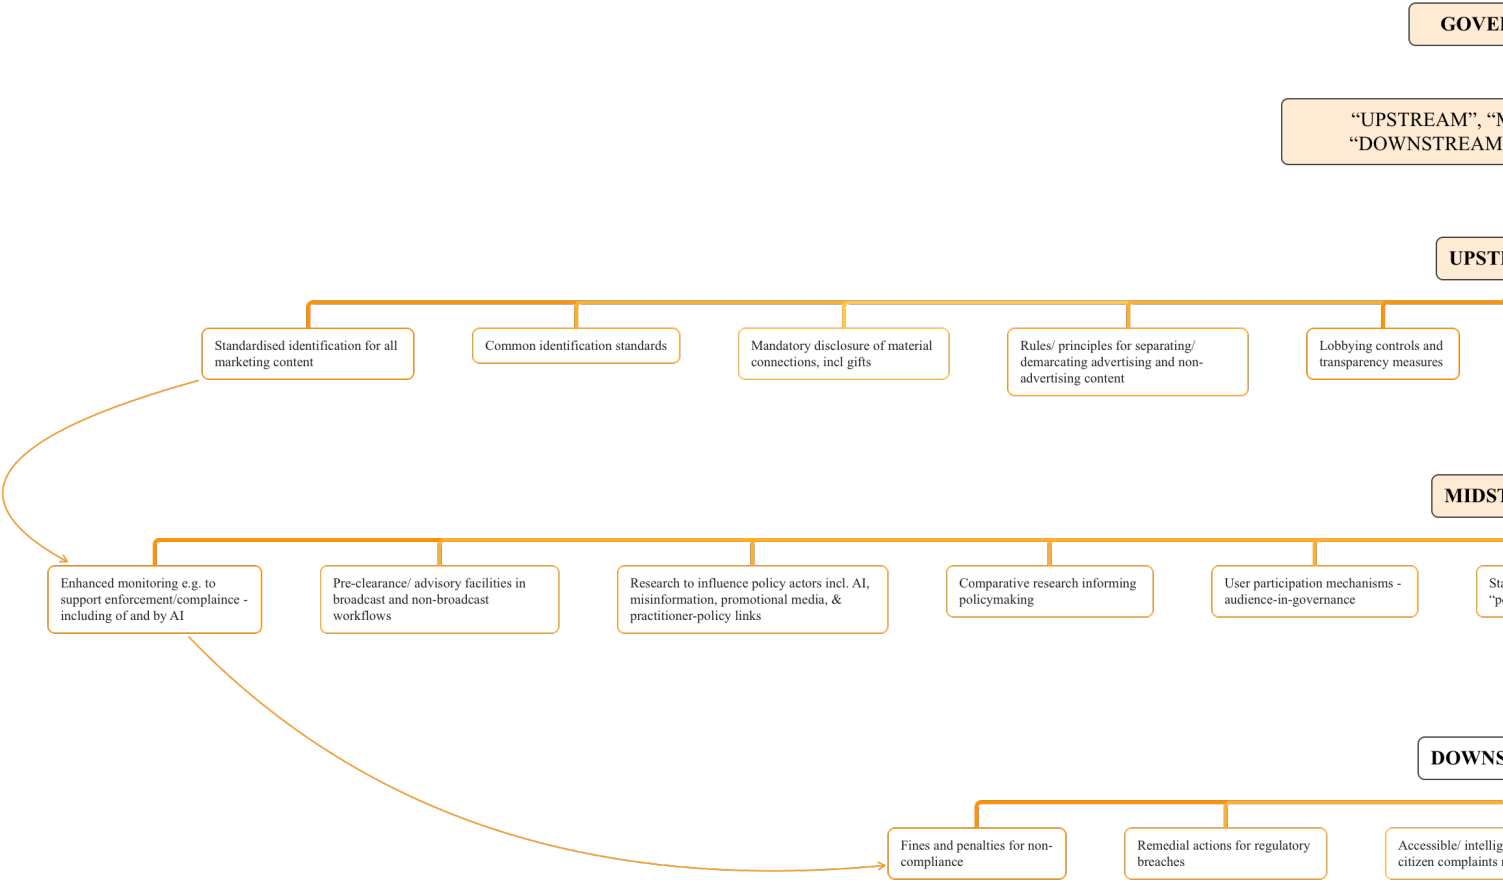 GOVE
“UPSTREAM”, “
“DOWNSTREAM
UPST
Standardised identification for all
marketing content
Common identification standards
Mandatory disclosure of material
connections, incl gifts
Rules/ principles for separating/
demarcating advertising and non-
advertising content
Lobbying controls and
transparency measures
MIDST
Enhanced monitoring e.g. to
support enforcement/complaince -
including of and by AI
Pre-clearance/ advisory facilities in
broadcast and non-broadcast
workflows
Research to influence policy actors incl. AI,
misinformation, promotional media, &
practitioner-policy links
Comparative research informing
policymaking
User participation mechanisms -
audience-in-governance
Sta
“p
DOWNS
Fines and penalties for non-
compliance
Remedial actions for regulatory
breaches
Accessible/ intellig
citizen complaints